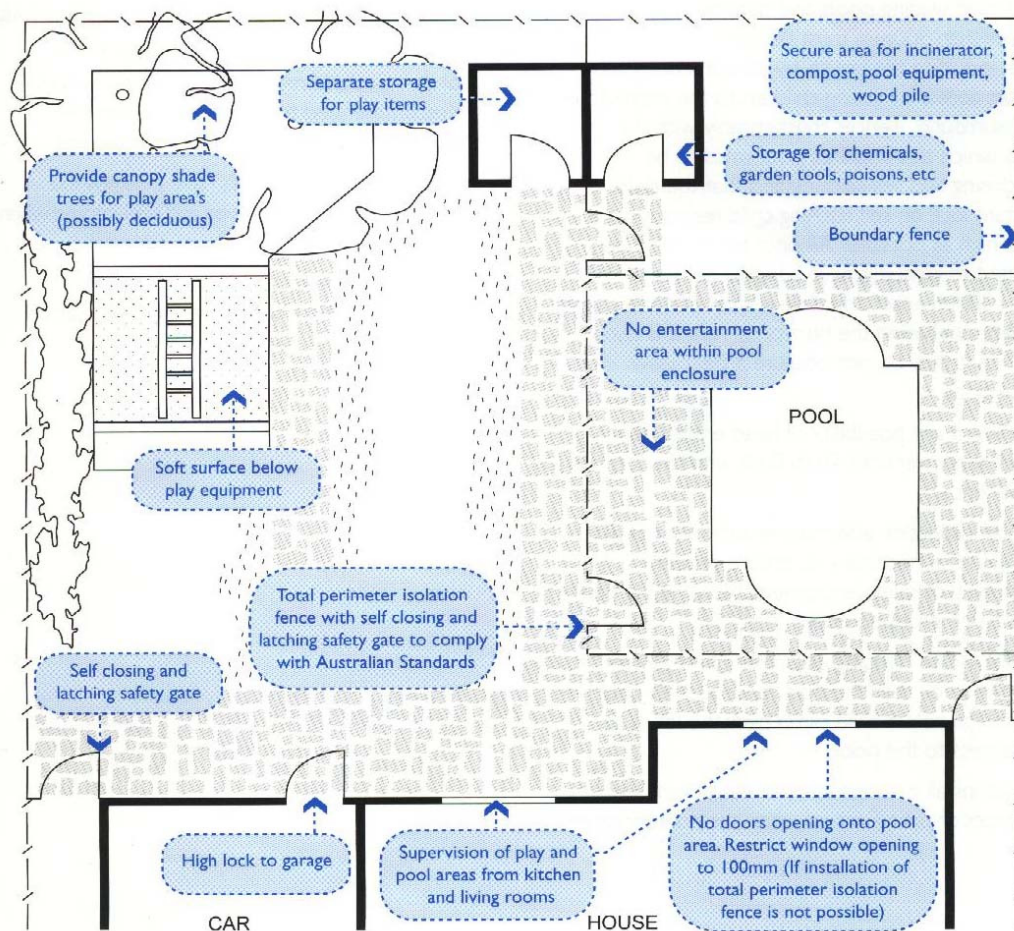 Secure area for incinerator,
compost, pool equipment,
wood pile
Separate storage
for play items
Storage for chemicals,
garden tools, poisons, etc
Provide canopy shade
trees for play area's
(possibly deciduous)
Boundary fence
No entertainment
area within pool
enclosure
POOL
Soft surface below
play equipment
Total perimeter isolation
fence with self closing and
latching safety gate to comply
with Australian Standards
Self closing and
latching safety gate
High lock to garage
Supervision of play and
pool areas from kitchen
and living rooms
No doors opening onto pool
area. Restrict window opening
to 100mm (If installation of
total perimeter isolation
fence is not possible)
CAR
HOUSE